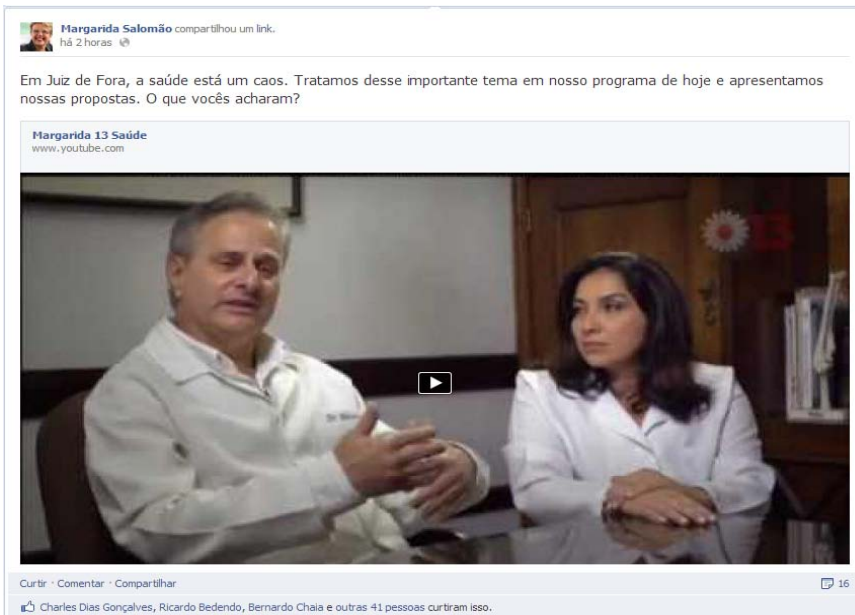 Margarida Salomão compartilhou um link.
há 2 horas
Em Juiz de Fora, a saúde está um caos. Tratamos desse importante tema em nosso programa de hoje e apresentamos
nossas propostas. O que vocês acharam?
Margarida 13 Saúde
www.youtube.com
13
Dr.
Curtir · Comentar · Compartilhar
16
Charles Dias Gonçalves, Ricardo Bedendo, Bernardo Chaia e outras 41 pessoas curtiram isso.